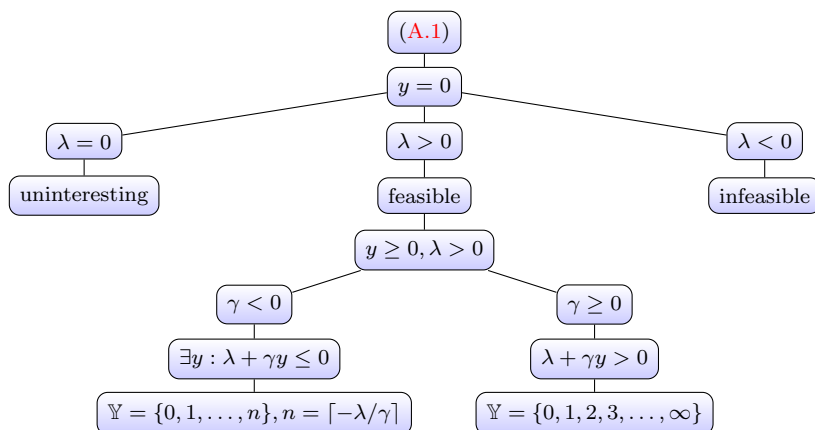 (A.1)
y = 0
λ = 0
λ > 0
λ < 0
uninteresting
feasible
infeasible
y ≥ 0, λ > 0
γ < 0
γ ≥ 0
∃y : λ + γy ≤ 0
λ + γy > 0
𝕐 = {0, 1, . . . , n}, n = ⌈−λ/γ⌉
𝕐 = {0, 1, 2, 3, . . . , ∞}